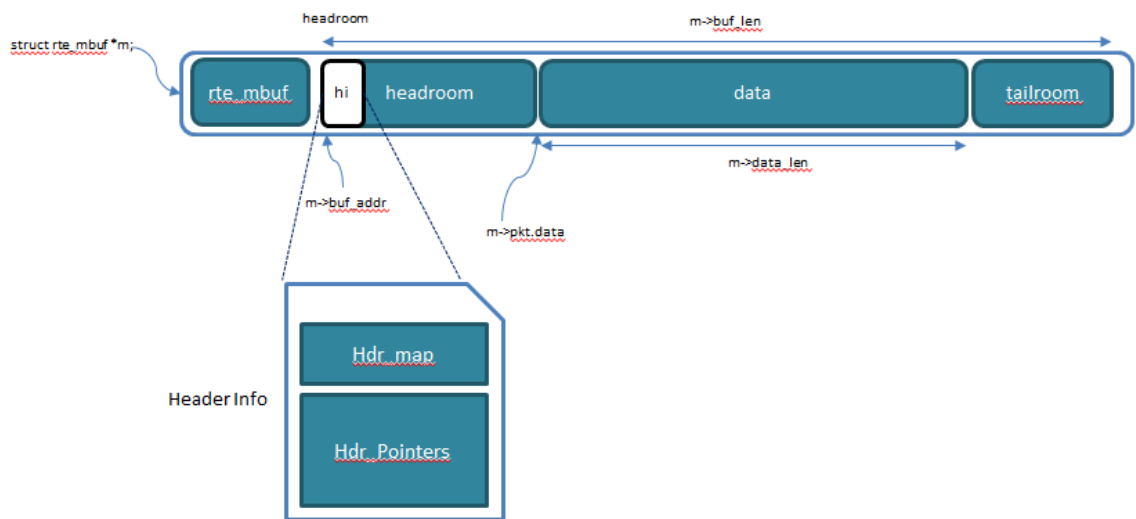 headroom
m->buf_len
struct rte_mbuf *m;
rte_mbuf
hi
headroom
data
tailroom
m->data_len
m->buf_addr
m->pkt.data
Hdr_map
Header Info
Hdr_Pointers